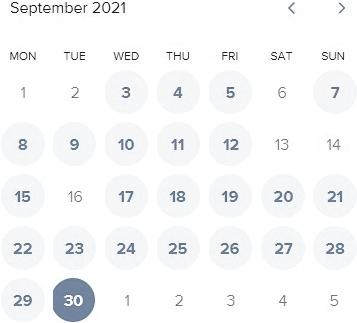 September 2021
MON TUE WED THU FRI SAT SUN
1 2 3 4 5 6 7
8 9 10 11 12 13 14
15 16 17 18 19 20 21
22 23 24 25 26 27 28
29 30 1 2 3 4 5